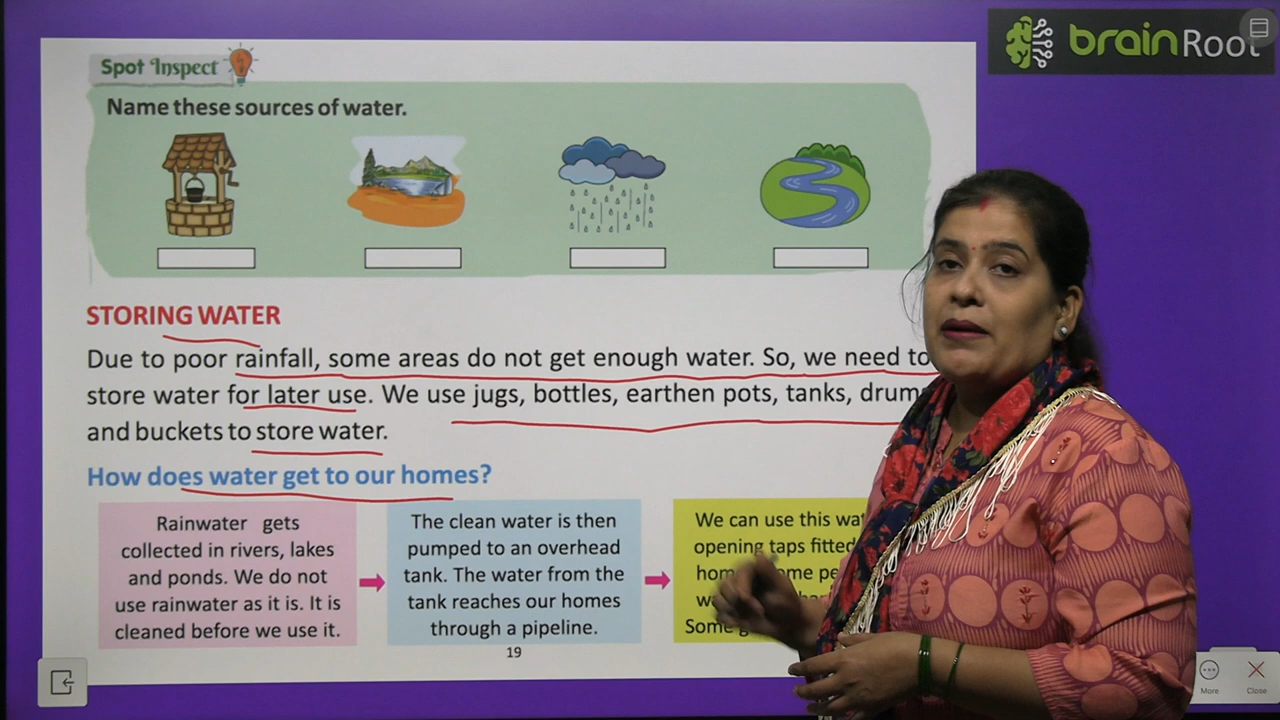 brainRoot
Spot Inspect
Name these sources of water.
STORING WATER
Due to poor rainfall, some areas do not get enough water. So, we need to
store water for later use. We use jugs, bottles, earthen pots, tanks,
and buckets to store water.
How does water get to our homes?
Rainwater gets
collected in rivers, lakes
and ponds. We do not
use rainwater as it is. It is
cleaned before we use it.
The clean water is then
pumped to an overhead
tank. The water from the
tank reaches our homes
through a pipeline.
We can use this
opening taps fitted
Some
19
More
Close